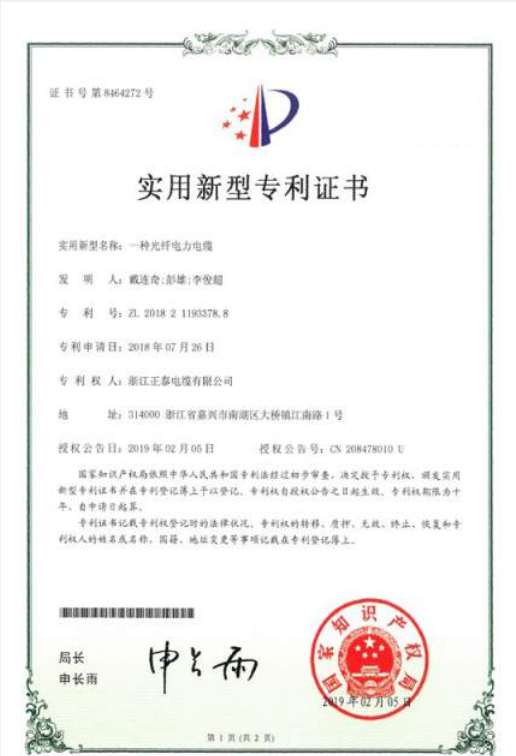 证书号第8464272号
实用新型专利证书
实用新型名称：一种光纤电力电缆
发　明　人：戴连奇;彭雄;李俊超
专　利　号：ZL 2018 2 1193378.8
专利申请日：2018年07月26日
专　利　权　人：浙江正泰电缆有限公司
地　　　址：314000 浙江省嘉兴市南湖区大桥镇江南路1号
授权公告日：2019年02月05日　　授权公告号：CN 208478010 U
国家知识产权局依照中华人民共和国专利法经过初步审查，决定授予专利权，颁发实用
新型专利证书并在专利登记簿上予以登记。专利权自授权公告之日起生效。专利权期限为十
年，自申请日起算。
专利证书记载专利权登记时的法律状况。专利权的转移、质押、无效、终止、恢复和专
利权人的姓名或名称、国籍、地址变更等事项记载在专利登记簿上。
局长
申长雨
申长雨
国家知识产权局
2019年02月05日
第 1 页 (共 2 页)